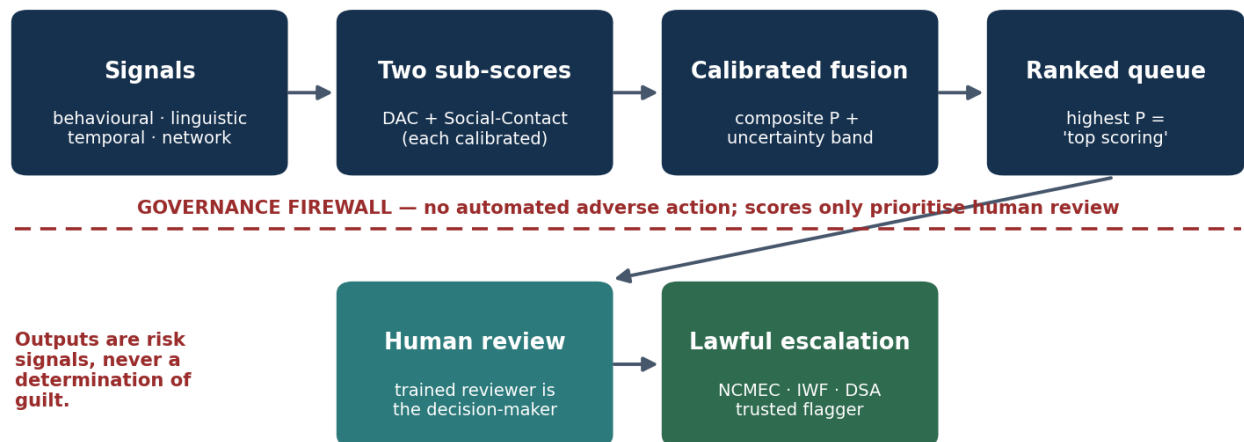 Signals
behavioural · linguistic
temporal · network
Two sub-scores
DAC + Social-Contact
(each calibrated)
Calibrated fusion
composite P +
uncertainty band
Ranked queue
highest P =
'top scoring'
GOVERNANCE FIREWALL — no automated adverse action; scores only prioritise human review
Outputs are risk
signals, never a
determination of
guilt.
Human review
trained reviewer is
the decision-maker
Lawful escalation
NCMEC · IWF · DSA
trusted flagger